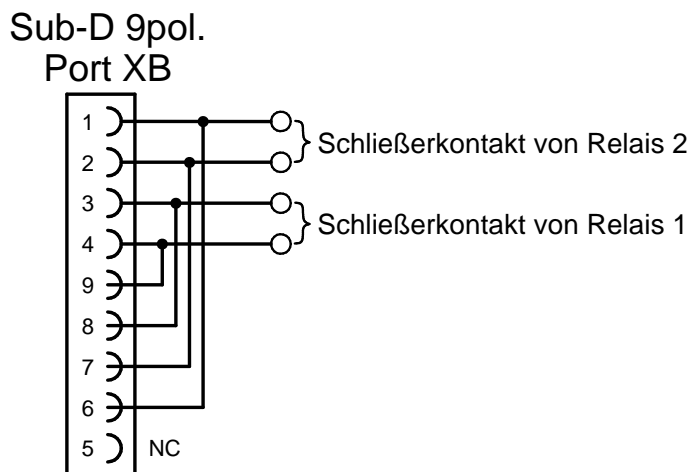 Sub-D 9pol.
Port XB
1
2
Schließerkontakt von Relais 2
3
4
Schließerkontakt von Relais 1
9
8
7
6
5 NC